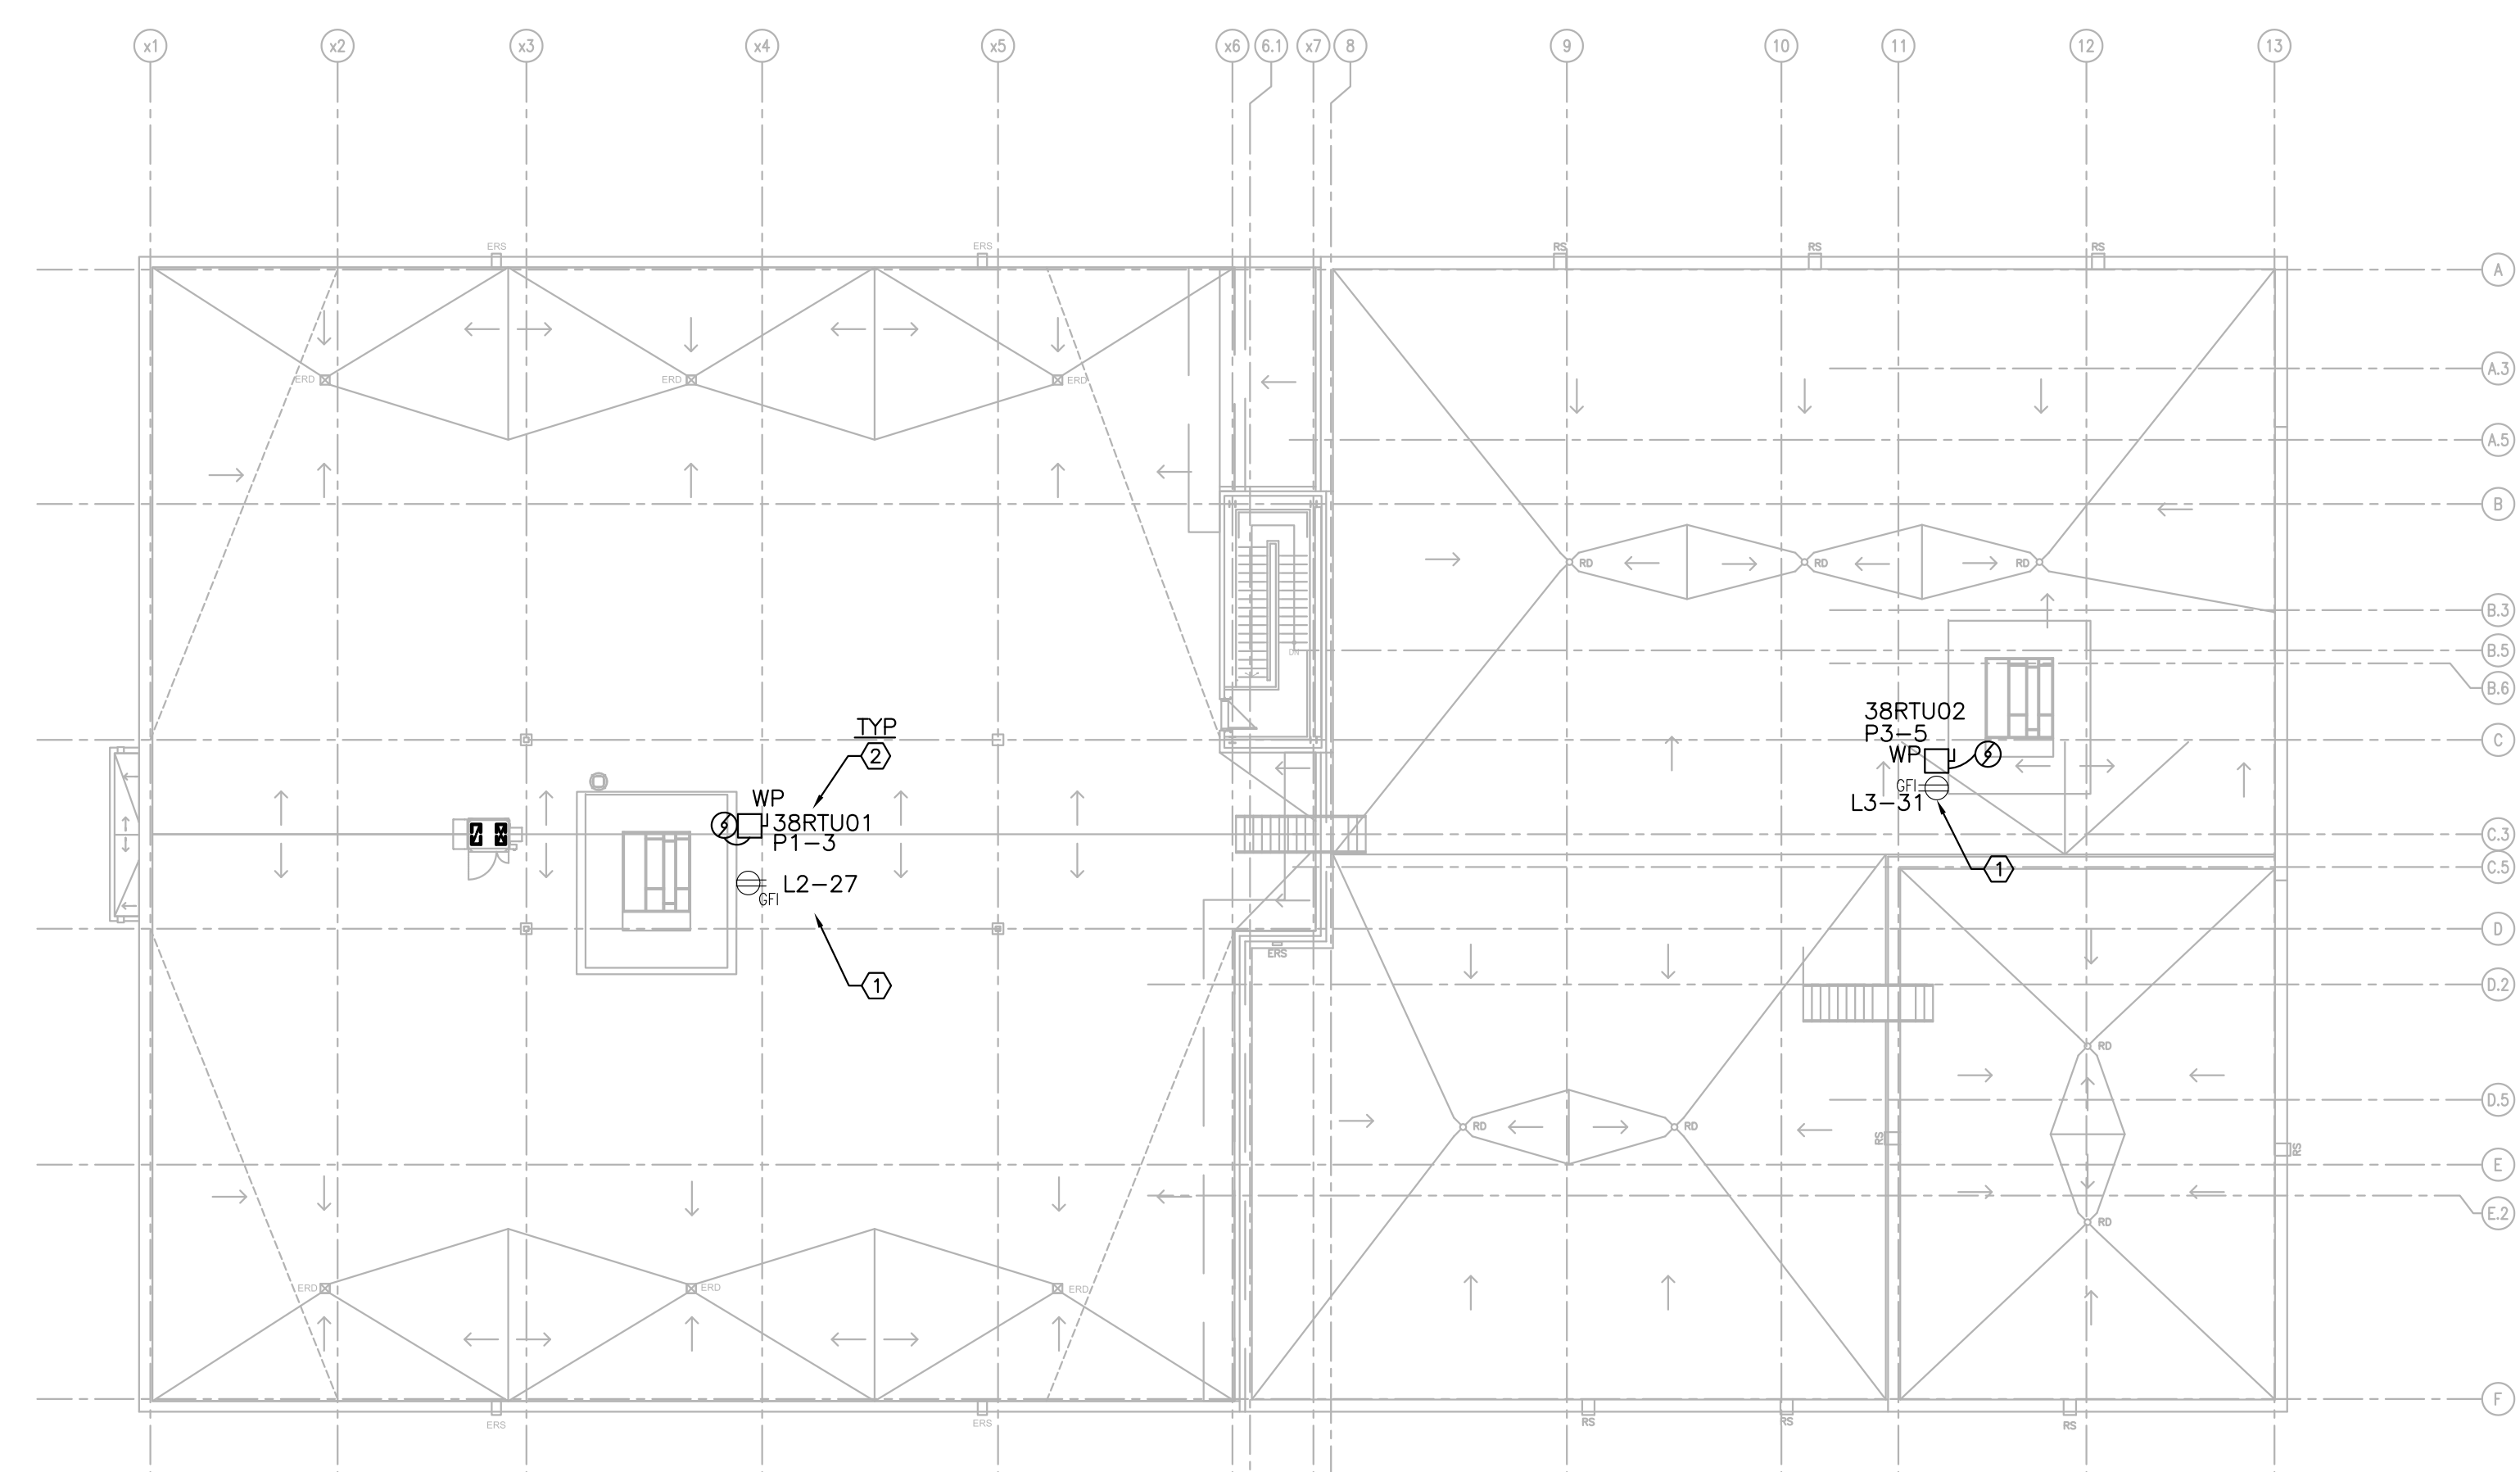 x1 x2 x3 x4 x5 x6 6.1 x7 8 9 10 11 12 13
ERS ERS RS RS RS
A
A.3
ERD ERD ERD
A.5
B
RD RD RD
B.3
B.5
DN
B.6
38RTU02
P3-5
TYP
C
2
WP
GFI
L3-31
WP
38RTU01
P1-3
C.3
C.5
1
L2-27
GFI
D
ERS
1
D.2
RD
D.5
RD RD
RS RS
E
E.2
RD
ERD ERD ERD
F
ERS ERS RS RS RS